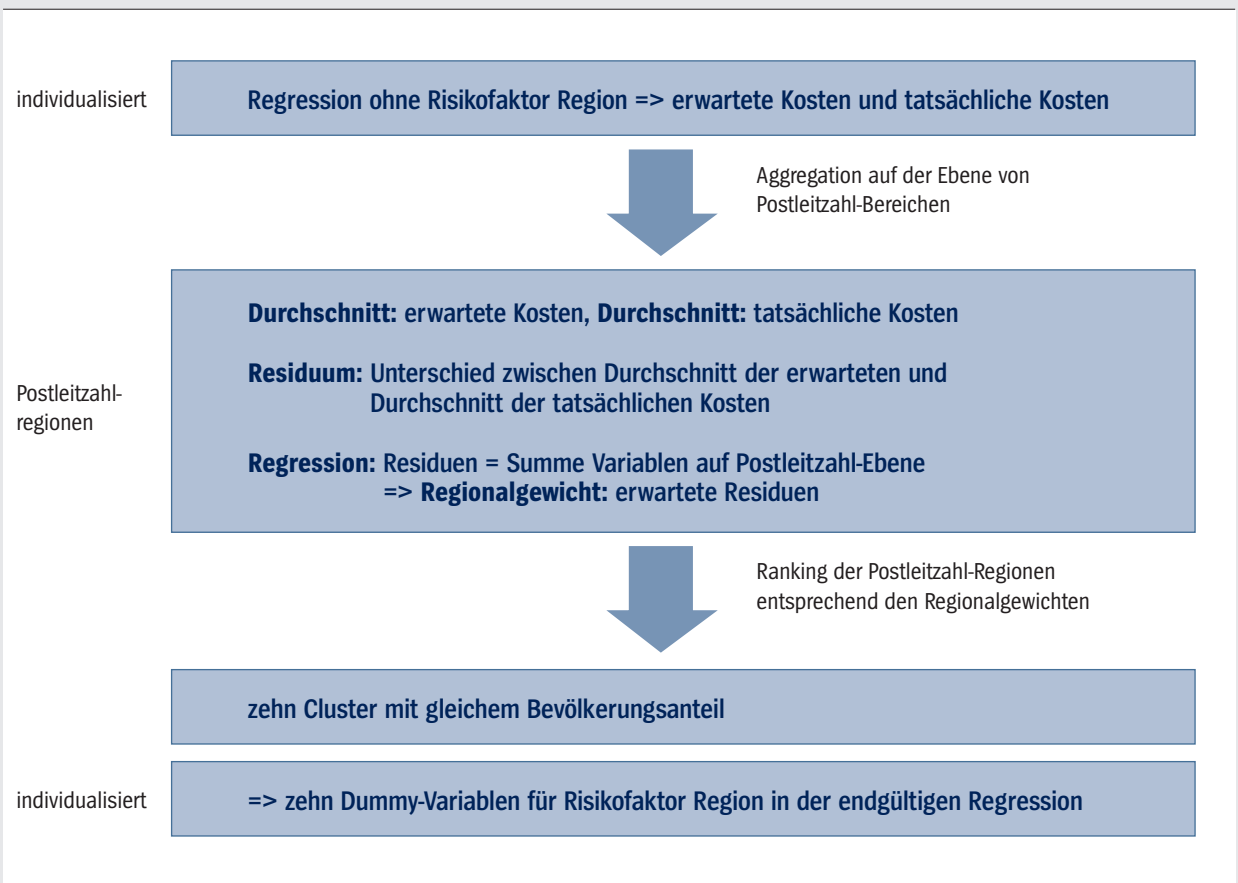 individualisiert
Regression ohne Risikofaktor Region => erwartete Kosten und tatsächliche Kosten
Aggregation auf der Ebene von
Postleitzahl-Bereichen
Postleitzahl-
regionen
Durchschnitt: erwartete Kosten, Durchschnitt: tatsächliche Kosten
Residuum: Unterschied zwischen Durchschnitt der erwarteten und
Durchschnitt der tatsächlichen Kosten
Regression: Residuen = Summe Variablen auf Postleitzahl-Ebene
=> Regionalgewicht: erwartete Residuen
Ranking der Postleitzahl-Regionen
entsprechend den Regionalgewichten
zehn Cluster mit gleichem Bevölkerungsanteil
individualisiert
=> zehn Dummy-Variablen für Risikofaktor Region in der endgültigen Regression